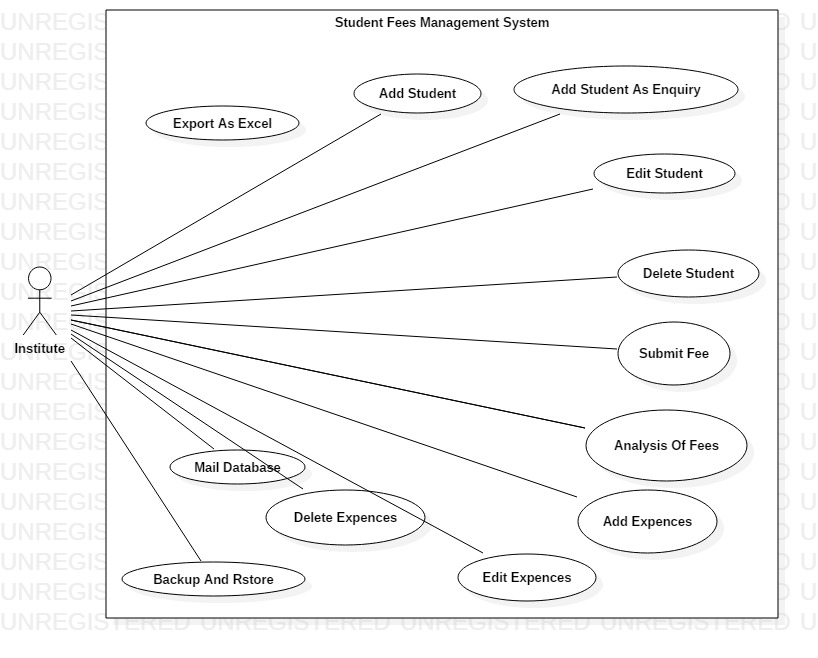 Student Fees Management System
Add Student
Add Student As Enquiry
Export As Excel
Edit Student
Delete Student
Institute
Submit Fee
Analysis Of Fees
Mail Database
Delete Expences
Add Expences
Backup And Rstore
Edit Expences
UNREGISTERED UNREGISTERED UNREGISTERED UNREGISTERED U